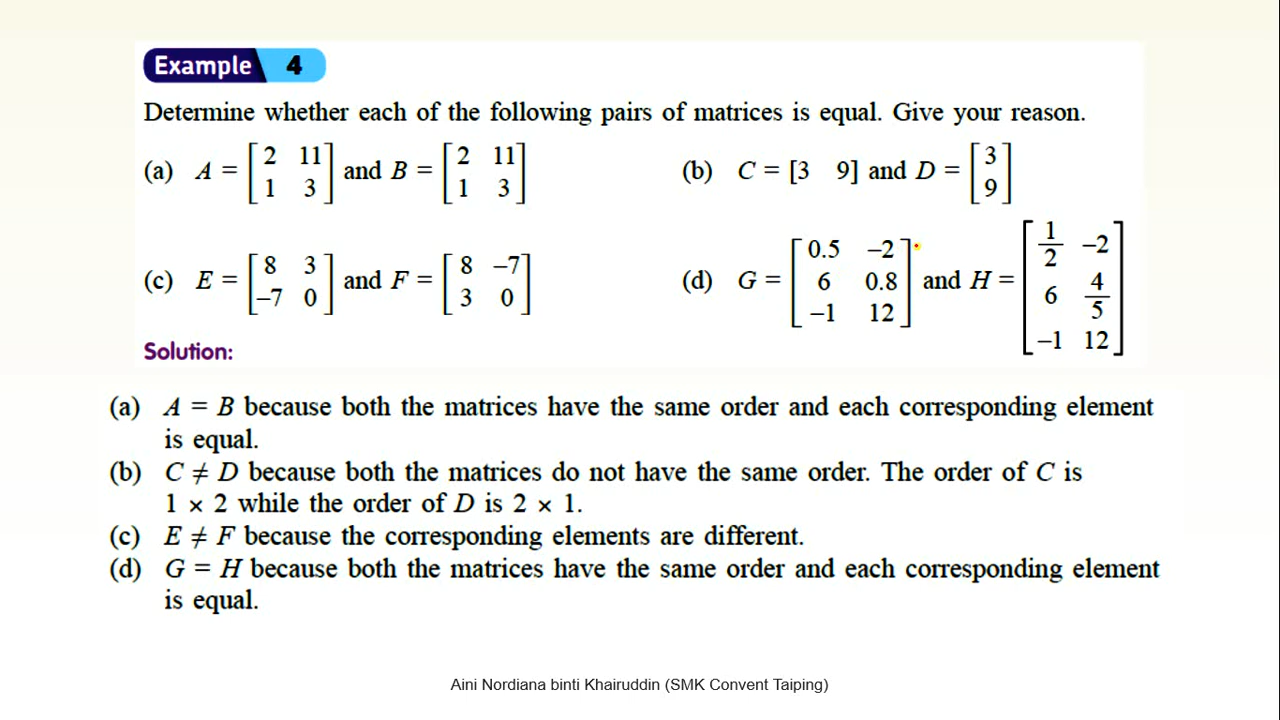 Example 4
Determine whether each of the following pairs of matrices is equal. Give your reason.
(a) A = [2 11; 1 3] and B = [2 11; 1 3]
(b) C = [3 9] and D = [3; 9]
(c) E = [8 3; –7 0] and F = [8 –7; 3 0]
(d) G = [0.5 –2; 6 0.8; –1 12] and H = [1/2 –2; 6 4/5; –1 12]
Solution:
(a) A = B because both the matrices have the same order and each corresponding element
is equal.
(b) C ≠ D because both the matrices do not have the same order. The order of C is
1 × 2 while the order of D is 2 × 1.
(c) E ≠ F because the corresponding elements are different.
(d) G = H because both the matrices have the same order and each corresponding element
is equal.
Aini Nordiana binti Khairuddin (SMK Convent Taiping)